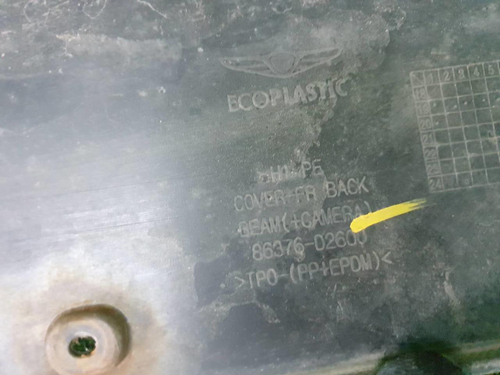 ECOPLASTIC
COVER-FR BACK
BEAM(+CAMERA)
86376-D2600
>TPO-(PP+EPDM)<